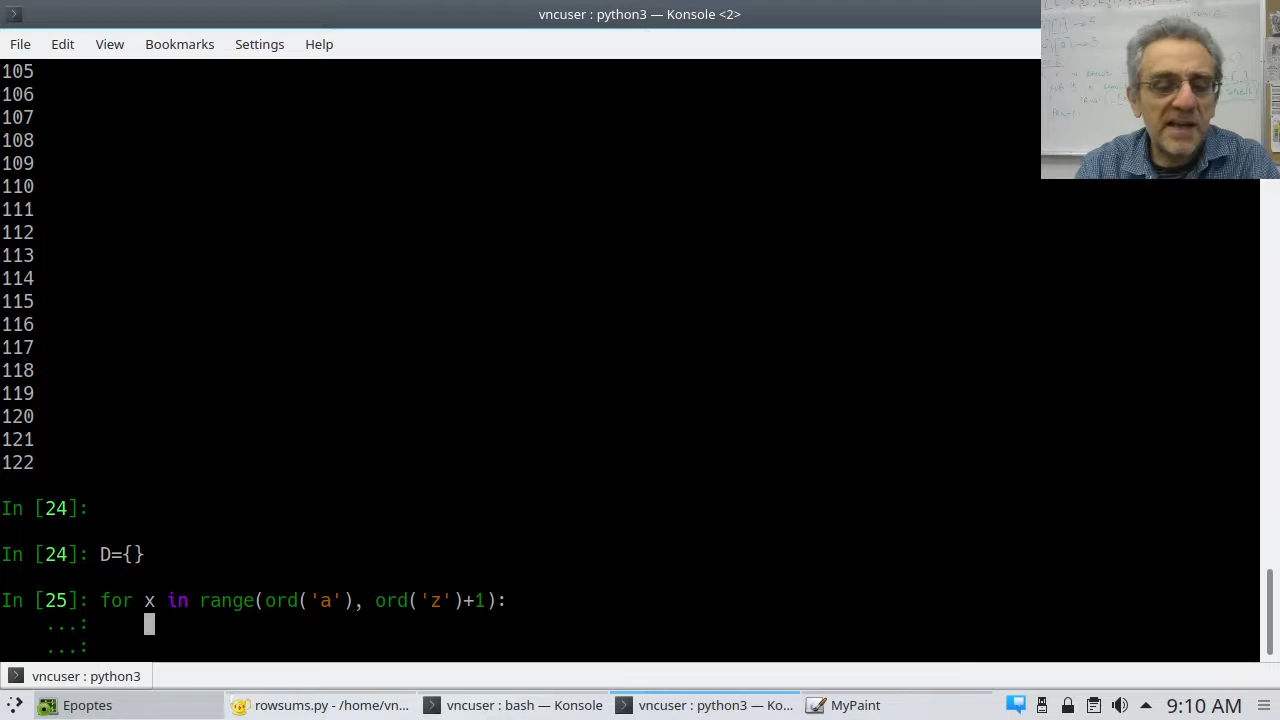 vncuser : python3 — Konsole <2>
File Edit View Bookmarks Settings Help
105
106
107
108
109
110
111
112
113
114
115
116
117
118
119
120
121
122
In [24]:
In [24]: D={}
In [25]: for x in range(ord('a'), ord('z')+1):
...:
...:
vncuser : python3
Epoptes rowsums.py - /home/vn... vncuser : bash — Konsole vncuser : python3 — Ko... MyPaint 9:10 AM